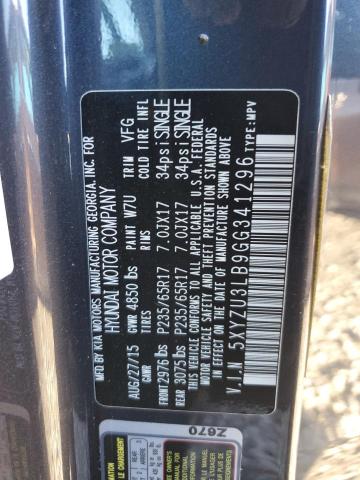 MFD. BY KIA MOTORS MANUFACTURING GEORGIA, INC. FOR
HYUNDAI MOTOR COMPANY
AUG/27/15 PAINT W7U TRIM VFG
GWR 4850 lbs RIMS COLD TIRE INFL
FRONT 2976 lbs P235/65R17 7.0JX17 34psi SINGLE
REAR 3075 lbs P235/65R17 7.0JX17 34psi SINGLE
THIS VEHICLE CONFORMS TO ALL APPLICABLE U.S.A. FEDERAL
MOTOR VEHICLE SAFETY AND THEFT PREVENTION STANDARDS
IN EFFECT ON THE DATE OF MANUFACTURE SHOWN ABOVE.
V.I.N. 5XYZU3LB9GG341296 TYPE: MPV
Z670